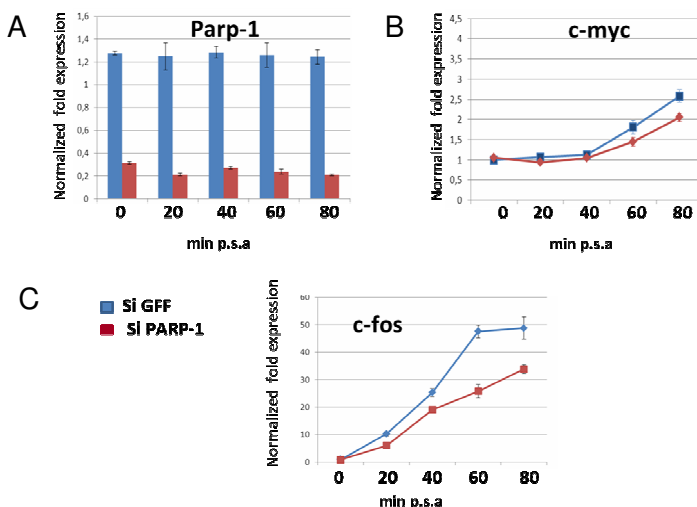 A
Parp-1
Normalized fold expression
1,6
1,4
1,2
1
0,8
0,6
0,4
0,2
0
0 20 40 60 80
min p.s.a
B
c-myc
Normalized fold expression
4,5
4
3,5
3
2,5
2
1,5
1
0,5
0
0 20 40 60 80
min p.s.a
C
Si GFF
Si PARP-1
c-fos
Normalized fold expression
60
50
40
30
20
10
0
0 20 40 60 80
min p.s.a